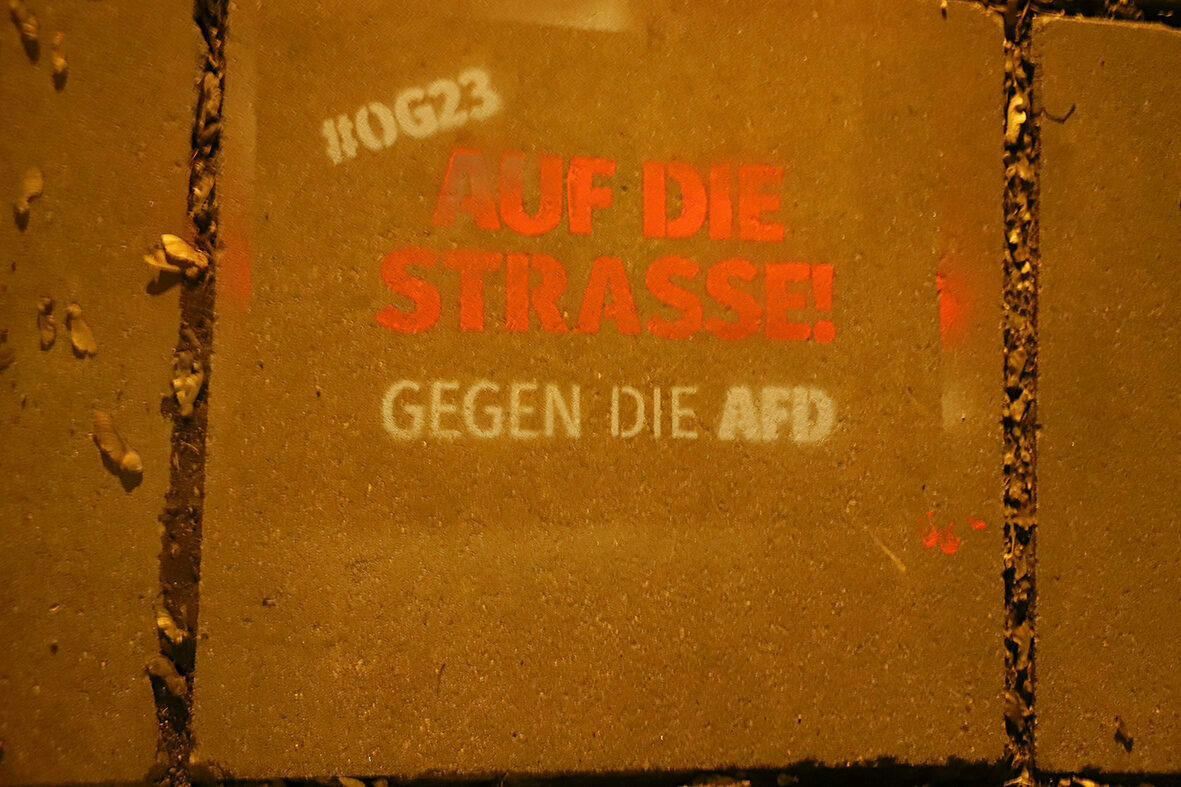 #OG23
AUF DIE
STRASSE!
GEGEN DIE AFD